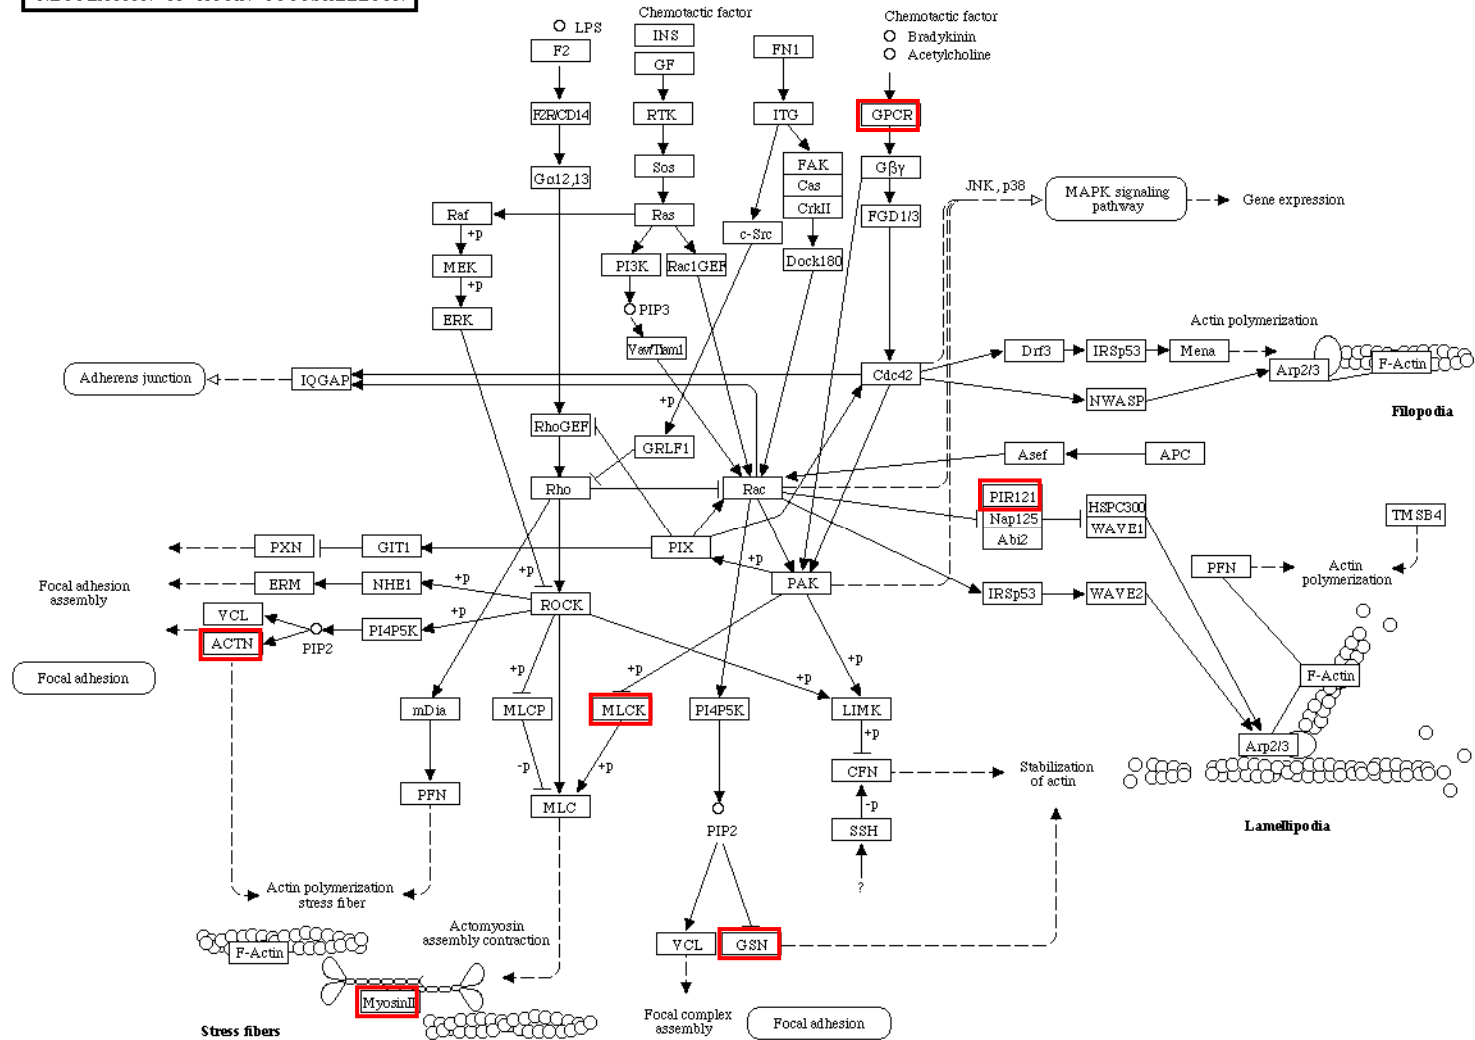 LPS
Chemotactic factor
Chemotactic factor
Bradykinin
Acetylcholine
F2
INS
GF
FN1
F2R/CD14
RTK
ITG
GPCR
Gα12,13
Sos
FAK
Cas
CrkII
Gβγ
JNK, p38
MAPK signaling
pathway
Gene expression
Raf
Ras
c-Src
FGD1/3
+p
MEK
PI3K
Rac1GEF
Dock180
+p
ERK
PIP3
Vav/Tiam1
Actin polymerization
Drf3
IRSp53
Mena
Arp2/3
F-Actin
Adherens junction
IQGAP
Cdc42
NWASP
Filopodia
+p
RhoGEF
GRLF1
Asef
APC
Rho
Rac
PIR121
Nap125
Abi2
HSPC300
WAVE1
TMSB4
PXN
GIT1
PIX
+p
PAK
PFN
Actin
polymerization
Focal adhesion
assembly
ERM
NHE1
+p
+p
ROCK
IRSp53
WAVE2
VCL
ACTN
PIP2
PI4P5K
+p
Focal adhesion
+p
+p
+p
+p
F-Actin
mDia
MLCP
MLCK
PI4P5K
LIMK
+p
Arp2/3
-p
+p
CFN
Stabilization
of actin
PFN
MLC
-p
PIP2
SSH
Lamellipodia
?
Actin polymerization
stress fiber
Actomyosin
assembly contraction
F-Actin
VCL
GSN
MyosinII
Stress fibers
Focal complex
assembly
Focal adhesion